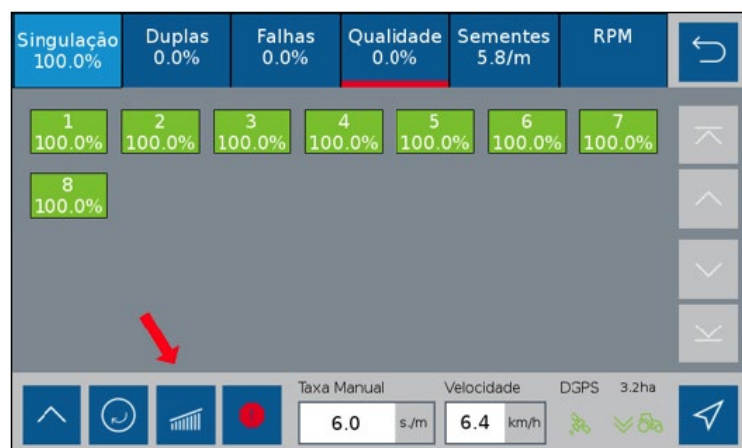 Singulação
100.0%
Duplas
0.0%
Falhas
0.0%
Qualidade
0.0%
Sementes
5.8/m
RPM
1
100.0%
2
100.0%
3
100.0%
4
100.0%
5
100.0%
6
100.0%
7
100.0%
8
100.0%
Taxa Manual
6.0 s./m
Velocidade
6.4 km/h
DGPS 3.2ha